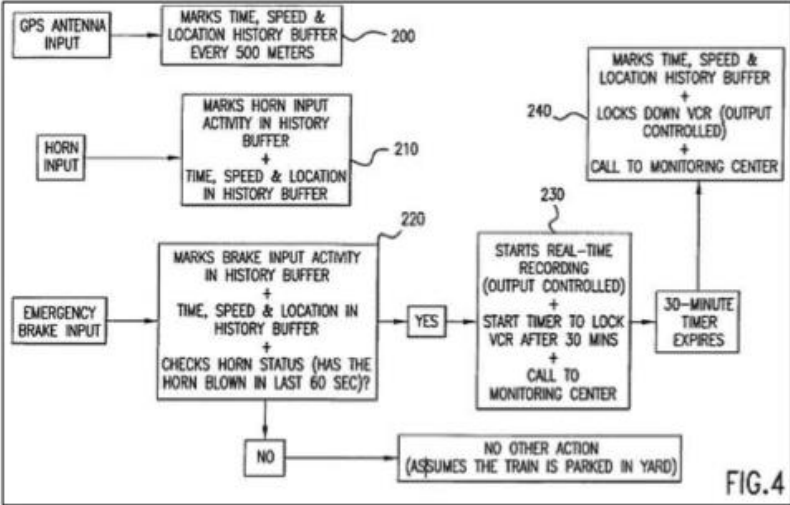 GPS ANTENNA
INPUT
MARKS TIME, SPEED &
LOCATION HISTORY BUFFER
EVERY 500 METERS
200
HORN
INPUT
MARKS HORN INPUT
ACTIVITY IN HISTORY
BUFFER
+
TIME, SPEED & LOCATION
IN HISTORY BUFFER
210
EMERGENCY
BRAKE INPUT
MARKS BRAKE INPUT ACTIVITY
IN HISTORY BUFFER
+
TIME, SPEED & LOCATION IN
HISTORY BUFFER
+
CHECKS HORN STATUS (HAS THE
HORN BLOWN IN LAST 60 SEC)?
220
YES
STARTS REAL-TIME
RECORDING
(OUTPUT CONTROLLED)
+
START TIMER TO LOCK
VCR AFTER 30 MINS
+
CALL TO
MONITORING CENTER
230
30-MINUTE
TIMER
EXPIRES
MARKS TIME, SPEED &
LOCATION HISTORY BUFFER
+
LOCKS DOWN VCR (OUTPUT
CONTROLLED)
+
CALL TO MONITORING CENTER
240
NO
NO OTHER ACTION
(ASSUMES THE TRAIN IS PARKED IN YARD)
FIG.4